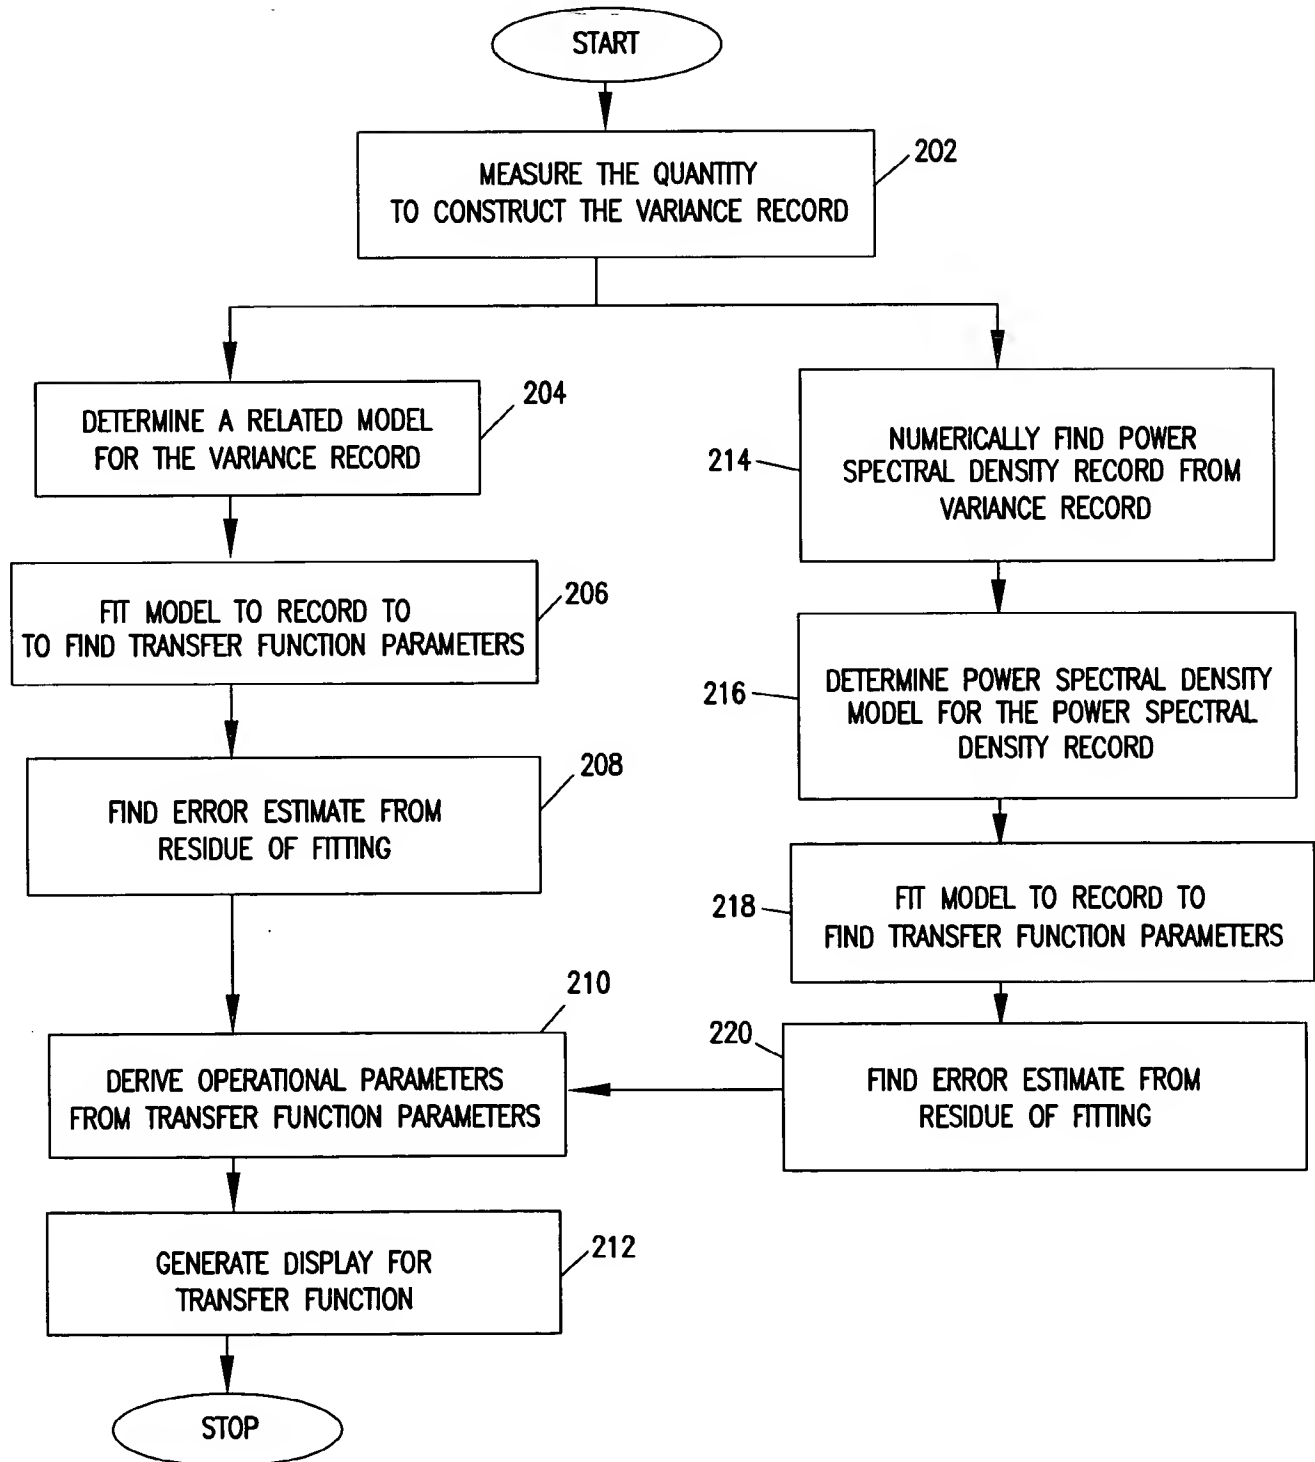 START
MEASURE THE QUANTITY
TO CONSTRUCT THE VARIANCE RECORD
202
DETERMINE A RELATED MODEL
FOR THE VARIANCE RECORD
204
FIT MODEL TO RECORD TO
TO FIND TRANSFER FUNCTION PARAMETERS
206
FIND ERROR ESTIMATE FROM
RESIDUE OF FITTING
208
NUMERICALLY FIND POWER
SPECTRAL DENSITY RECORD FROM
VARIANCE RECORD
214
DETERMINE POWER SPECTRAL DENSITY
MODEL FOR THE POWER SPECTRAL
DENSITY RECORD
216
FIT MODEL TO RECORD TO
FIND TRANSFER FUNCTION PARAMETERS
218
FIND ERROR ESTIMATE FROM
RESIDUE OF FITTING
220
DERIVE OPERATIONAL PARAMETERS
FROM TRANSFER FUNCTION PARAMETERS
210
GENERATE DISPLAY FOR
TRANSFER FUNCTION
212
STOP